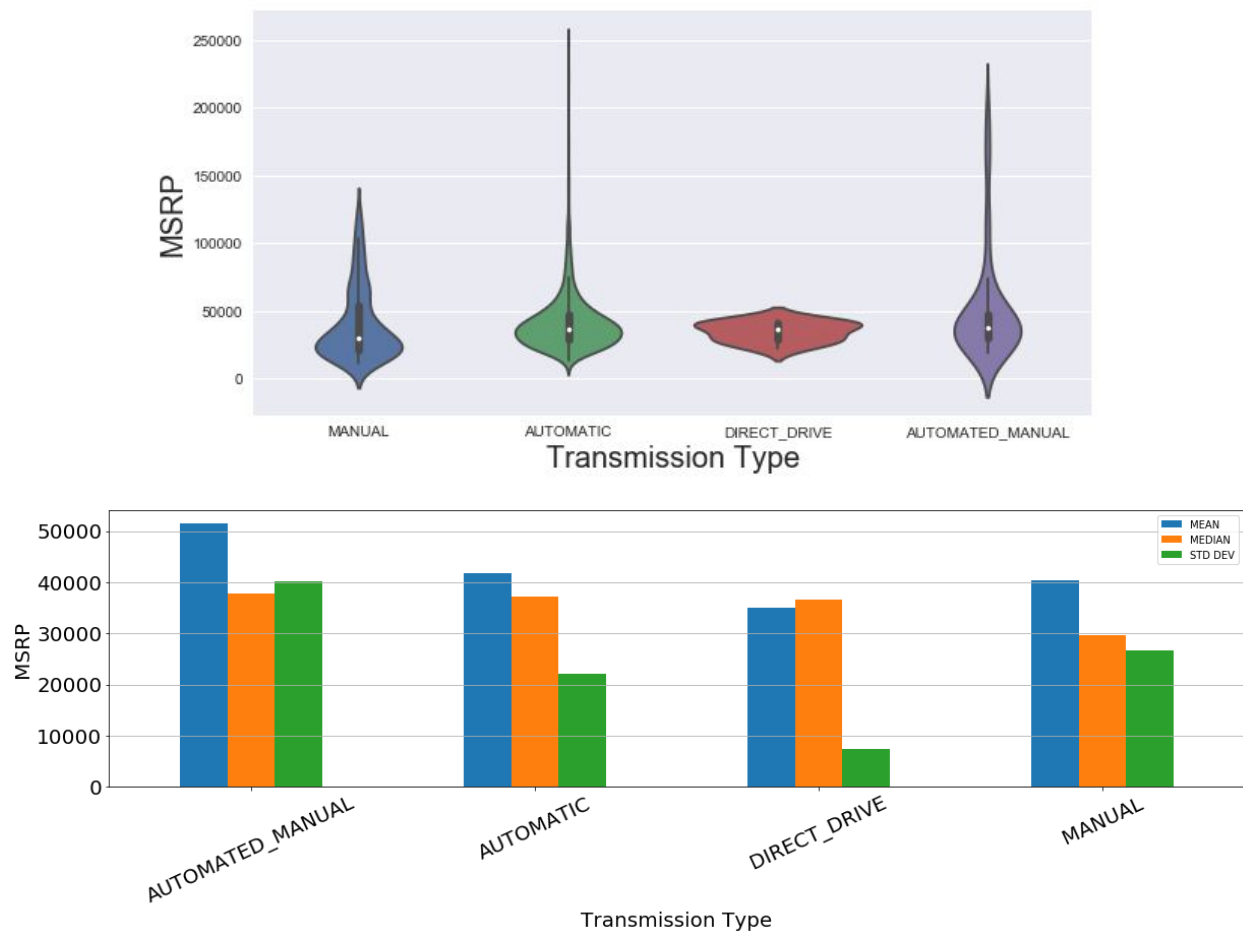 250000
200000
150000
100000
50000
0
MSRP
MANUAL AUTOMATIC DIRECT_DRIVE AUTOMATED_MANUAL
Transmission Type
50000
40000
30000
20000
10000
0
MSRP
MEAN
MEDIAN
STD DEV
AUTOMATED_MANUAL AUTOMATIC DIRECT_DRIVE MANUAL
Transmission Type